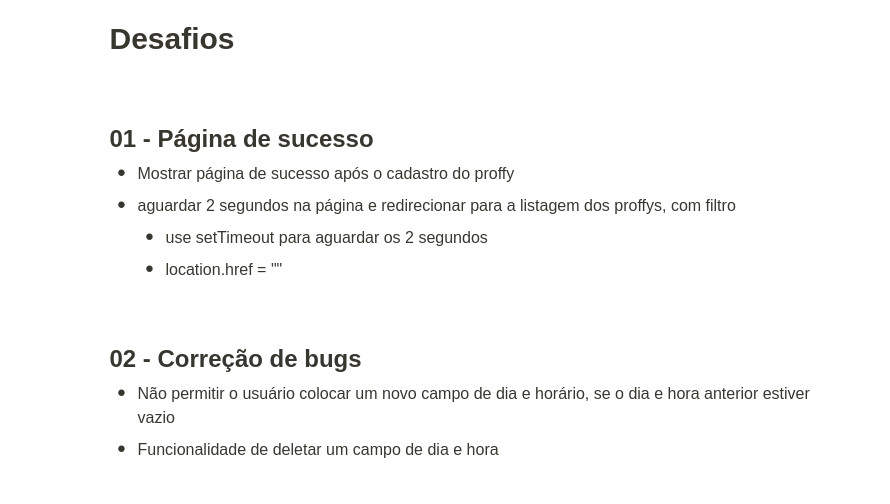 Desafios
01 - Página de sucesso
Mostrar página de sucesso após o cadastro do proffy
aguardar 2 segundos na página e redirecionar para a listagem dos proffys, com filtro
use setTimeout para aguardar os 2 segundos
location.href = ""
02 - Correção de bugs
Não permitir o usuário colocar um novo campo de dia e horário, se o dia e hora anterior estiver
vazio
Funcionalidade de deletar um campo de dia e hora